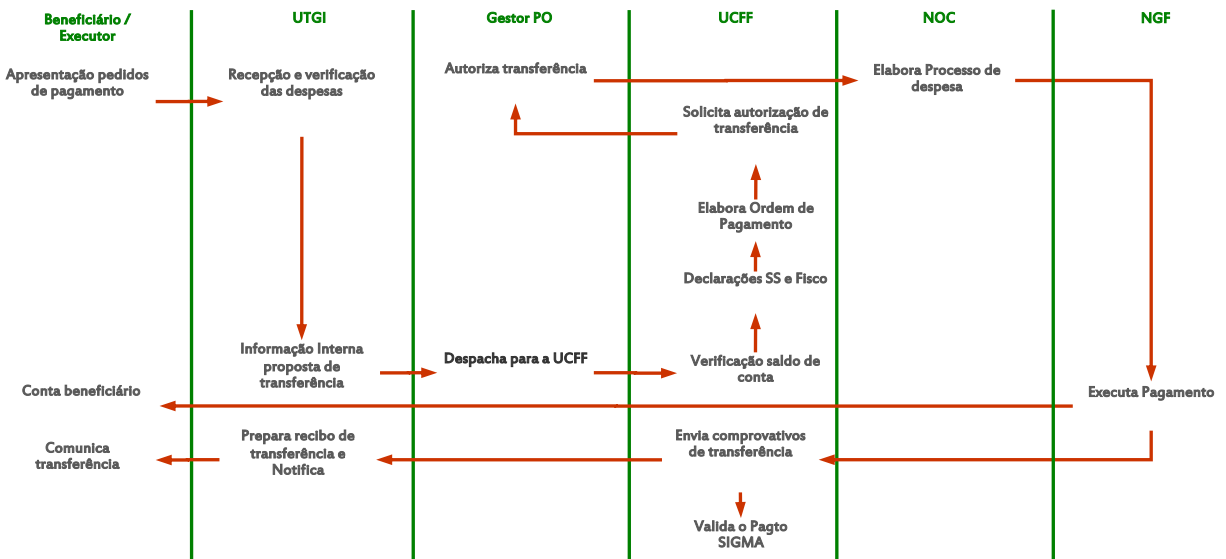 Beneficiário /
Executor
UTGI
Gestor PO
UCFF
NOC
NGF
Apresentação pedidos
de pagamento
Recepção e verificação
das despesas
Autoriza transferência
Elabora Processo de
despesa
Solicita autorização de
transferência
Elabora Ordem de
Pagamento
Declarações SS e Fisco
Informação Interna
proposta de
transferência
Despacha para a UCFF
Verificação saldo de
conta
Conta beneficiário
Executa Pagamento
Comunica
transferência
Prepara recibo de
transferência e
Notifica
Envia comprovativos
de transferência
Valida o Pagto
SIGMA